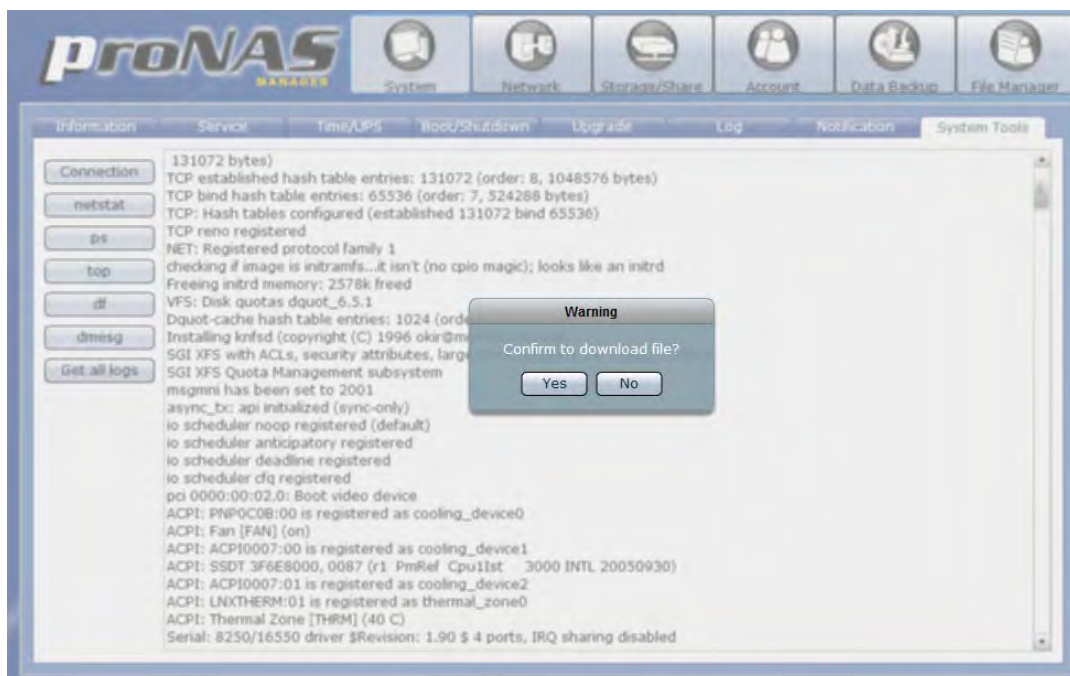 proNAS
MANAGER
System
Network
Storage/Share
Account
Data Backup
File Manager
Information
Service
Time/UPS
Boot/Shutdown
Upgrade
Log
Notification
System Tools
Connection
netstat
ps
top
df
dmesg
Get all logs
131072 bytes)
TCP established hash table entries: 131072 (order: 8, 1048576 bytes)
TCP bind hash table entries: 65536 (order: 7, 524288 bytes)
TCP: Hash tables configured (established 131072 bind 65536)
TCP reno registered
NET: Registered protocol family 1
checking if image is initramfs...it isn't (no cpio magic); looks like an initrd
Freeing initrd memory: 2578k freed
VFS: Disk quotas dquot_6.5.1
Dquot-cache hash table entries: 1024 (orde
Installing knfsd (copyright (C) 1996 okir@m
SGI XFS with ACLs, security attributes, larg
SGI XFS Quota Management subsystem
msgmni has been set to 2001
async_tx: api initialized (sync-only)
io scheduler noop registered (default)
io scheduler anticipatory registered
io scheduler deadline registered
io scheduler cfq registered
pci 0000:00:02.0: Boot video device
ACPI: PNP0C0B:00 is registered as cooling_device0
ACPI: Fan [FAN] (on)
ACPI: ACPI0007:00 is registered as cooling_device1
ACPI: SSDT 3F6E8000, 0087 (r1 PmRef Cpu1Ist 3000 INTL 20050930)
ACPI: ACPI0007:01 is registered as cooling_device2
ACPI: LNXTHERM:01 is registered as thermal_zone0
ACPI: Thermal Zone [THRM] (40 C)
Serial: 8250/16550 driver $Revision: 1.90 $ 4 ports, IRQ sharing disabled
Warning
Confirm to download file?
Yes
No